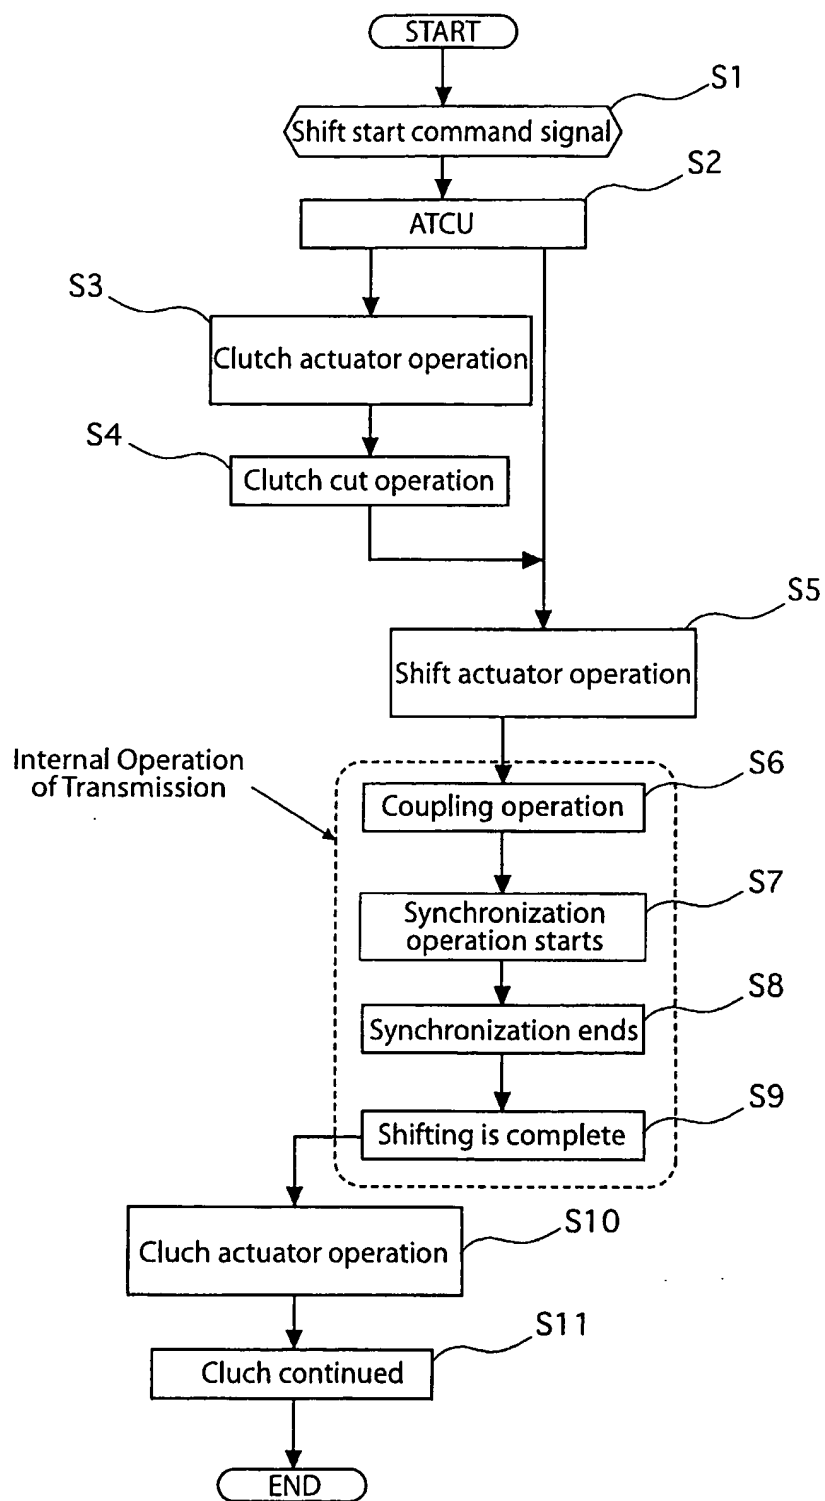 START
S1
Shift start command signal
S2
ATCU
S3
Clutch actuator operation
S4
Clutch cut operation
S5
Shift actuator operation
Internal Operation
of Transmission
S6
Coupling operation
S7
Synchronization
operation starts
S8
Synchronization ends
S9
Shifting is complete
S10
Cluch actuator operation
S11
Cluch continued
END